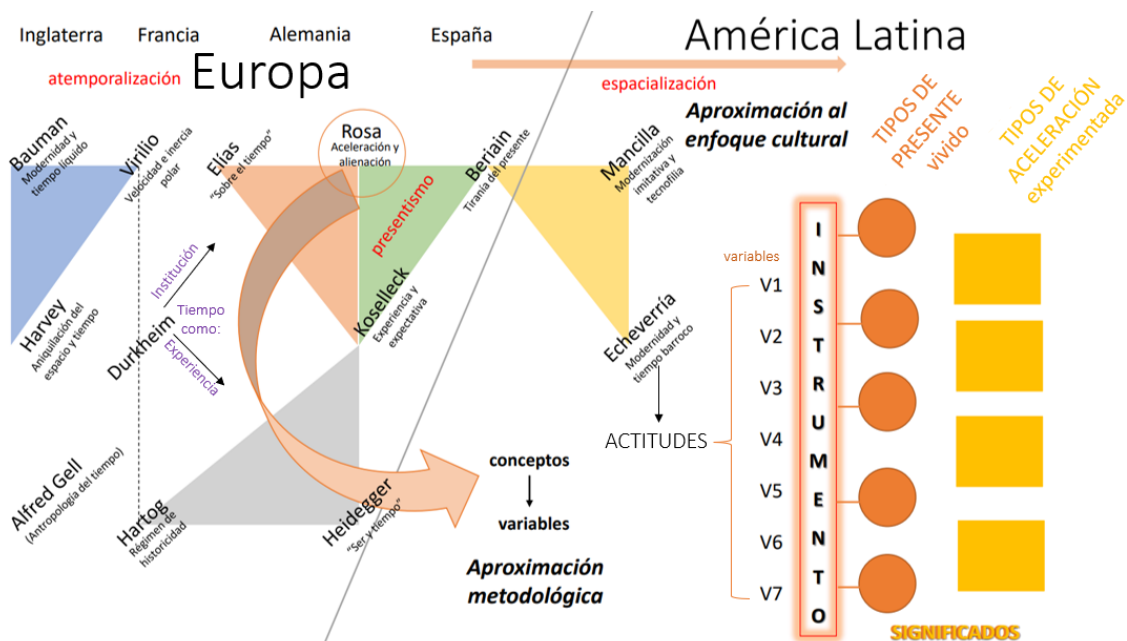 Inglaterra
Francia
Alemania
España
América Latina
atemporalización
Europa
espacialización
Aproximación al
enfoque cultural
TIPOS DE
PRESENTE
vivido
TIPOS DE
ACELERACIÓN
experimentada
Bauman
Modernidad y
tiempo líquido
Virilio
Velocidad e inercia
polar
Elías
"Sobre el tiempo"
Rosa
Aceleración y
alienación
Berian
Tiranía del presente
Mancilla
Modernización
imitativa y
tecnofilia
presentismo
Harvey
Aniquilación del
espacio y tiempo
Durkheim
Institución
Tiempo
como:
Experiencia
Koselleck
Experiencia y
expectativa
Echeverría
Modernidad y
tiempo barroco
variables
V1
V2
V3
V4
V5
V6
V7
ACTITUDES
INSTRUMENTO
Alfred Gell
(Antropología del tiempo)
Hartog
Régimen de
historicidad
Heidegger
"Ser y tiempo"
conceptos
variables
Aproximación
metodológica
SIGNIFICADOS